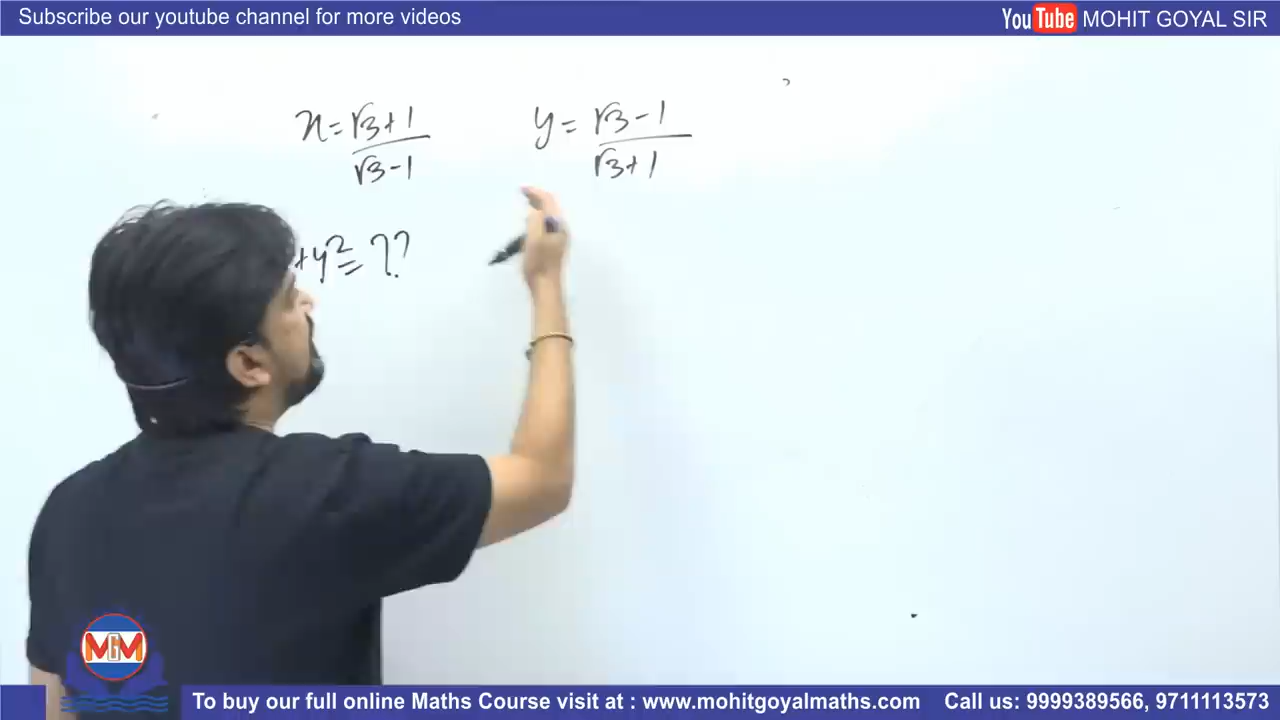 Subscribe our youtube channel for more videos
YouTube MOHIT GOYAL SIR
x = √3+1 / √3-1
y = √3-1 / √3+1
+y² = ??
MGM
To buy our full online Maths Course visit at : www.mohitgoyalmaths.com Call us: 9999389566, 9711113573